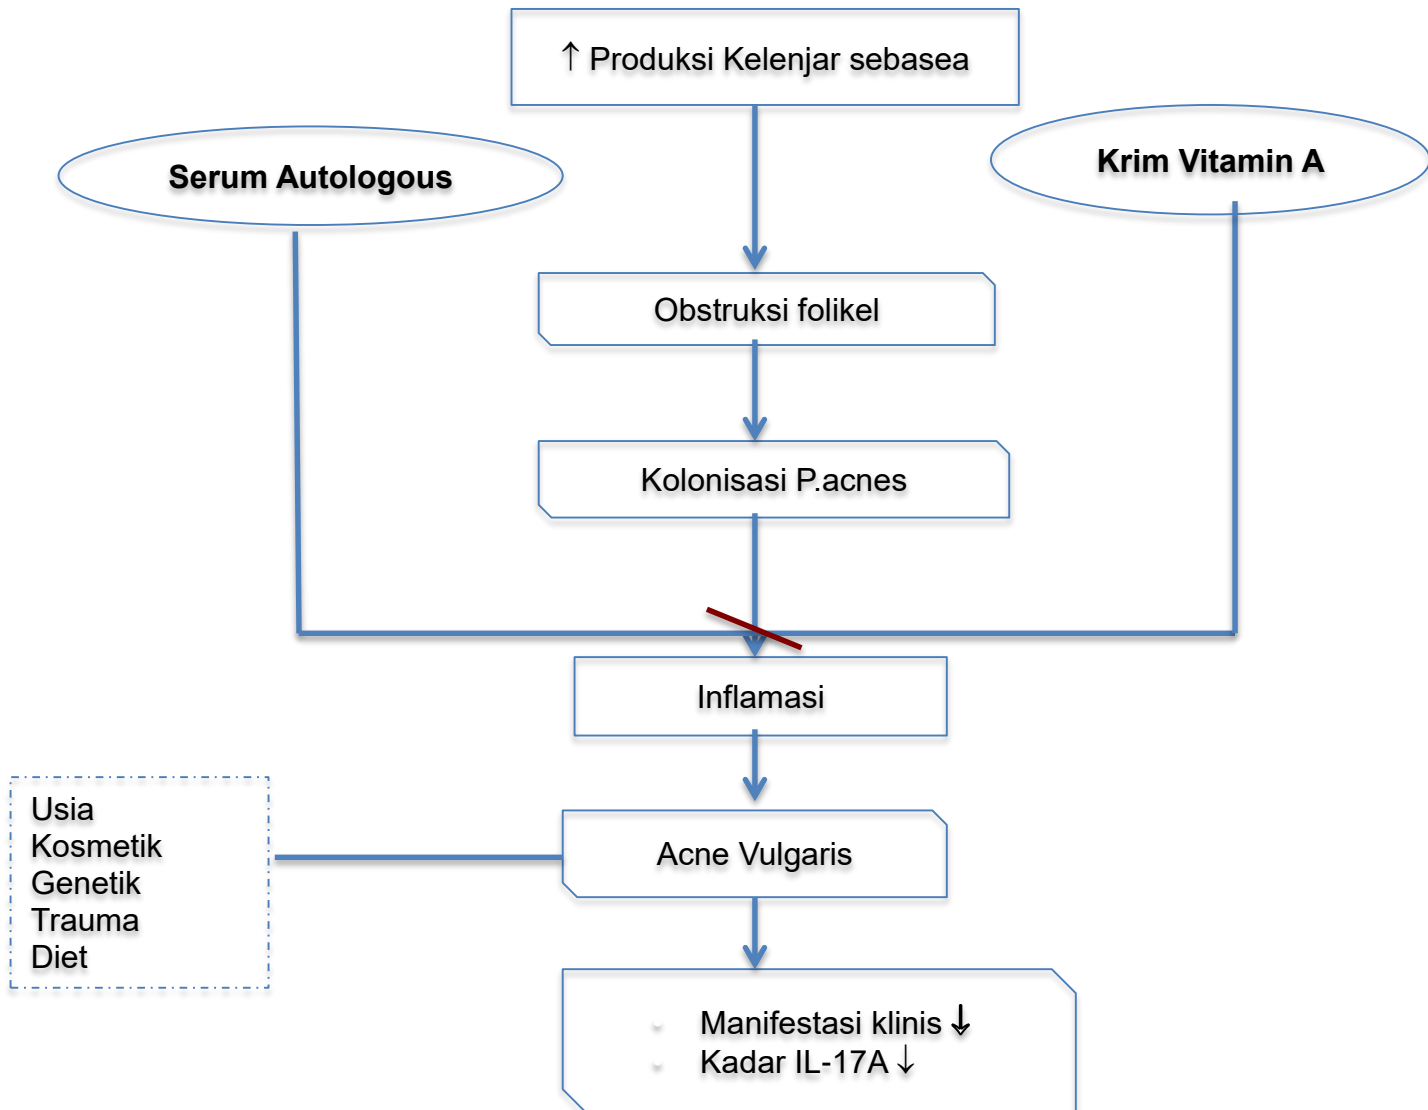 ↑ Produksi Kelenjar sebasea
Serum Autologous
Krim Vitamin A
Obstruksi folikel
Kolonisasi P.acnes
Inflamasi
Usia
Kosmetik
Genetik
Trauma
Diet
Acne Vulgaris
- Manifestasi klinis ↓
- Kadar IL-17A ↓